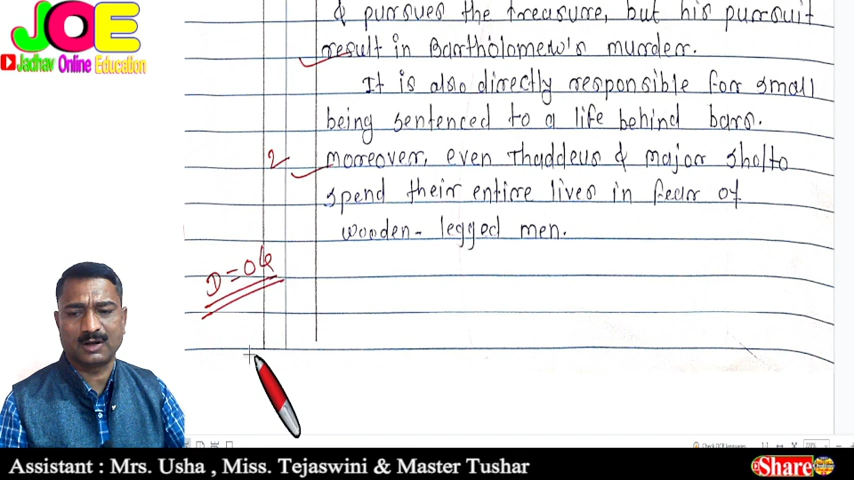 & pursues the treasure, but his pursuit
result in Bartholomew's murder.
It is also directly responsible for small
being sentenced to a life behind bars.
2 moreover, even Thaddeus & major sholto
spend their entire lives in fear of
wooden-legged men.
D=04
JOE
Jadhav Online Education
Assistant : Mrs. Usha , Miss. Tejaswini & Master Tushar
eShare